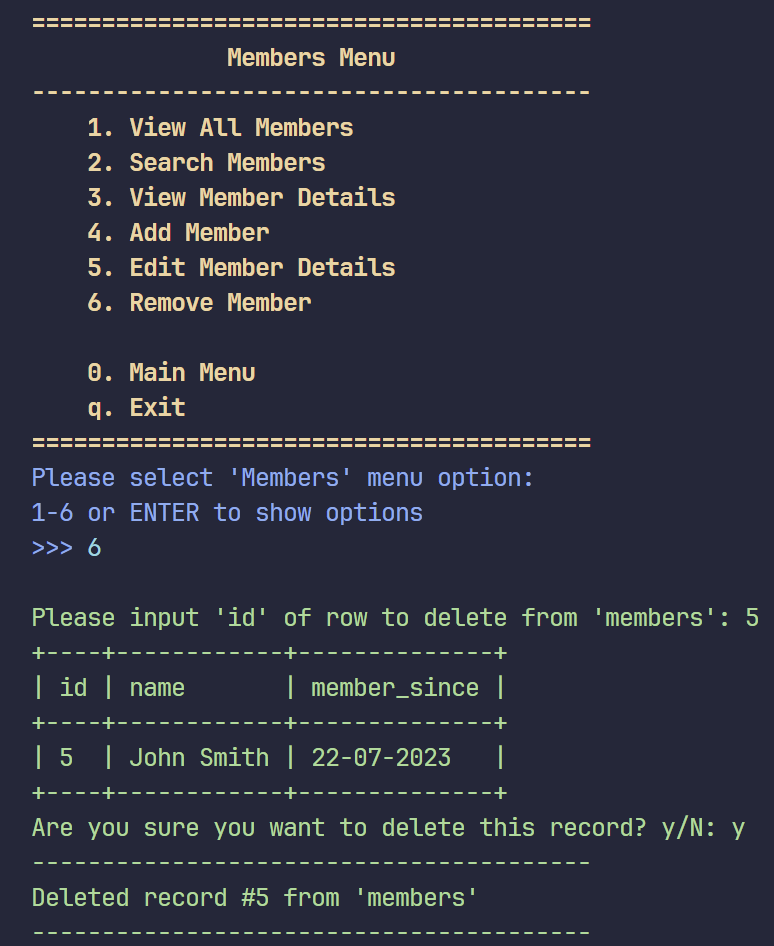 ========================================
Members Menu
----------------------------------------
1. View All Members
2. Search Members
3. View Member Details
4. Add Member
5. Edit Member Details
6. Remove Member
0. Main Menu
q. Exit
========================================
Please select 'Members' menu option:
1-6 or ENTER to show options
>>> 6
Please input 'id' of row to delete from 'members': 5
+----+------------+--------------+
| id | name       | member_since |
+----+------------+--------------+
| 5  | John Smith | 22-07-2023   |
+----+------------+--------------+
Are you sure you want to delete this record? y/N: y
----------------------------------------
Deleted record #5 from 'members'
----------------------------------------